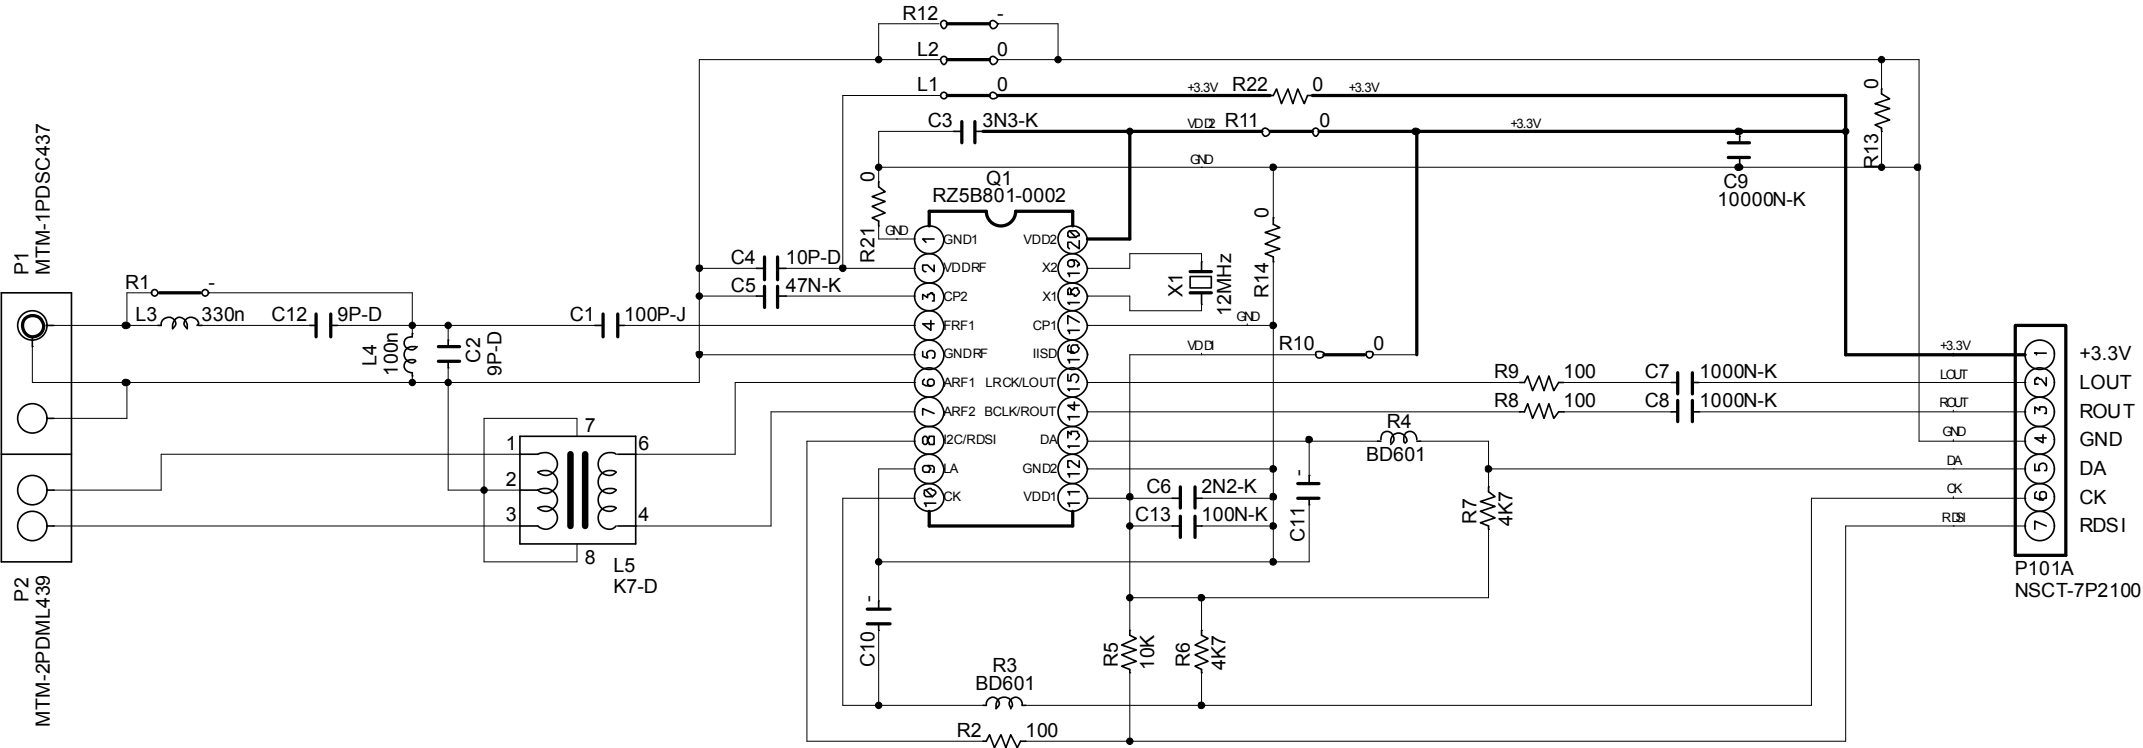 R12 -
L2 0
L1 0 +3.3V R22 0 +3.3V
C3 3N3-K VDD2 R11 0 +3.3V
GND
R13 0
C9
10000N-K
P1
MTM-1PDSC437
P2
MTM-2PDML439
R1 -
L3 330n C12 9P-D
L4
100n
C2
9P-D
C1 100P-J
C4 10P-D
C5 47N-K
R21 0
GND
Q1
RZ5B801-0002
1 GND1 VDD2 20
2 VDDRF X2 19
3 CP2 X1 18
4 FRF1 CP1 17
5 GNDRF IISD 16
6 ARF1 LRCK/LOUT 15
7 ARF2 BCLK/ROUT 14
8 I2C/RDSI DA 13
9 LA GND2 12
10 CK VDD1 11
X1
12MHz
R14 0
GND
VDD1 R10 0
R9 100 C7 1000N-K
R8 100 C8 1000N-K
R4
BD601
C6 2N2-K
C13 100N-K
C11 -
R7
4K7
7
1 6
2
3 4
8
L5
K7-D
C10 -
R5
10K
R6
4K7
R3
BD601
R2 100
+3.3V 1 +3.3V
LOUT 2 LOUT
ROUT 3 ROUT
GND 4 GND
DA 5 DA
CK 6 CK
RDSI 7 RDSI
P101A
NSCT-7P2100